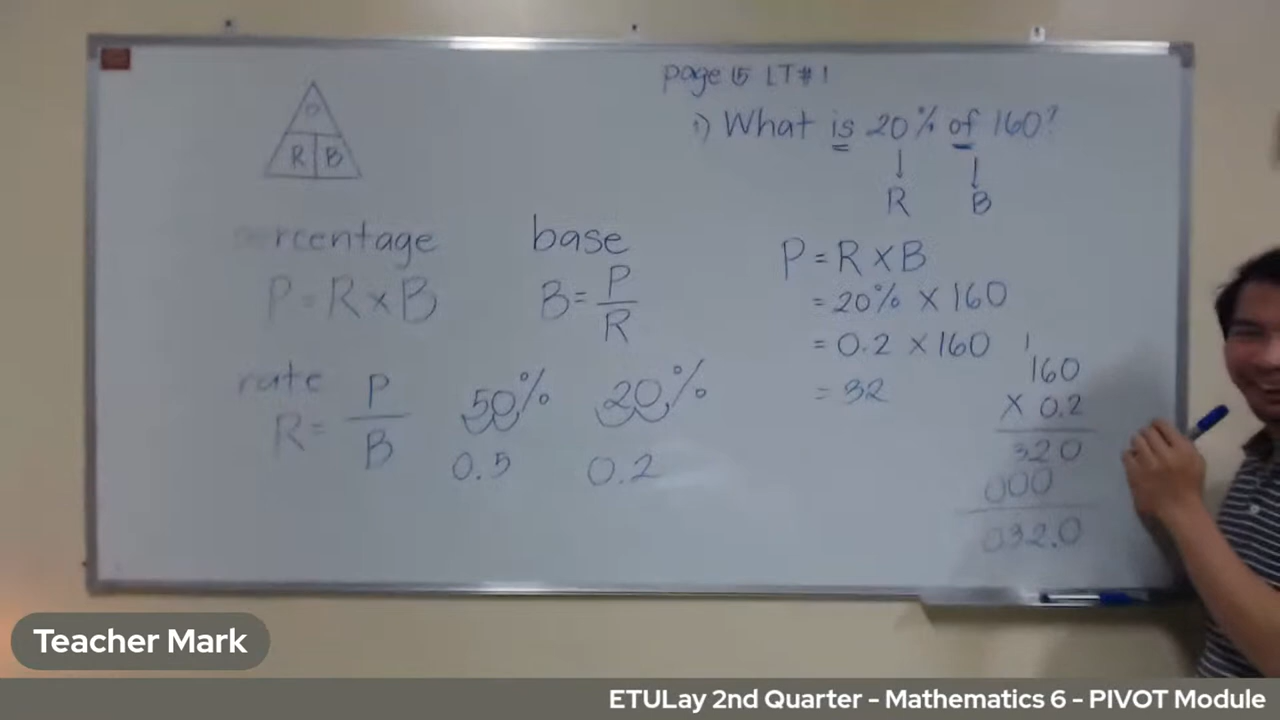 page 15 LT#1
1) What is 20% of 160?
R B
P
R B
percentage
P = R x B
base
B = P
R
rate
R = P
B
50%
0.5
20%
0.2
P = R x B
= 20% x 160
= 0.2 x 160
= 32
1
160
x 0.2
320
000
032.0
Teacher Mark
ETULay 2nd Quarter - Mathematics 6 - PIVOT Module